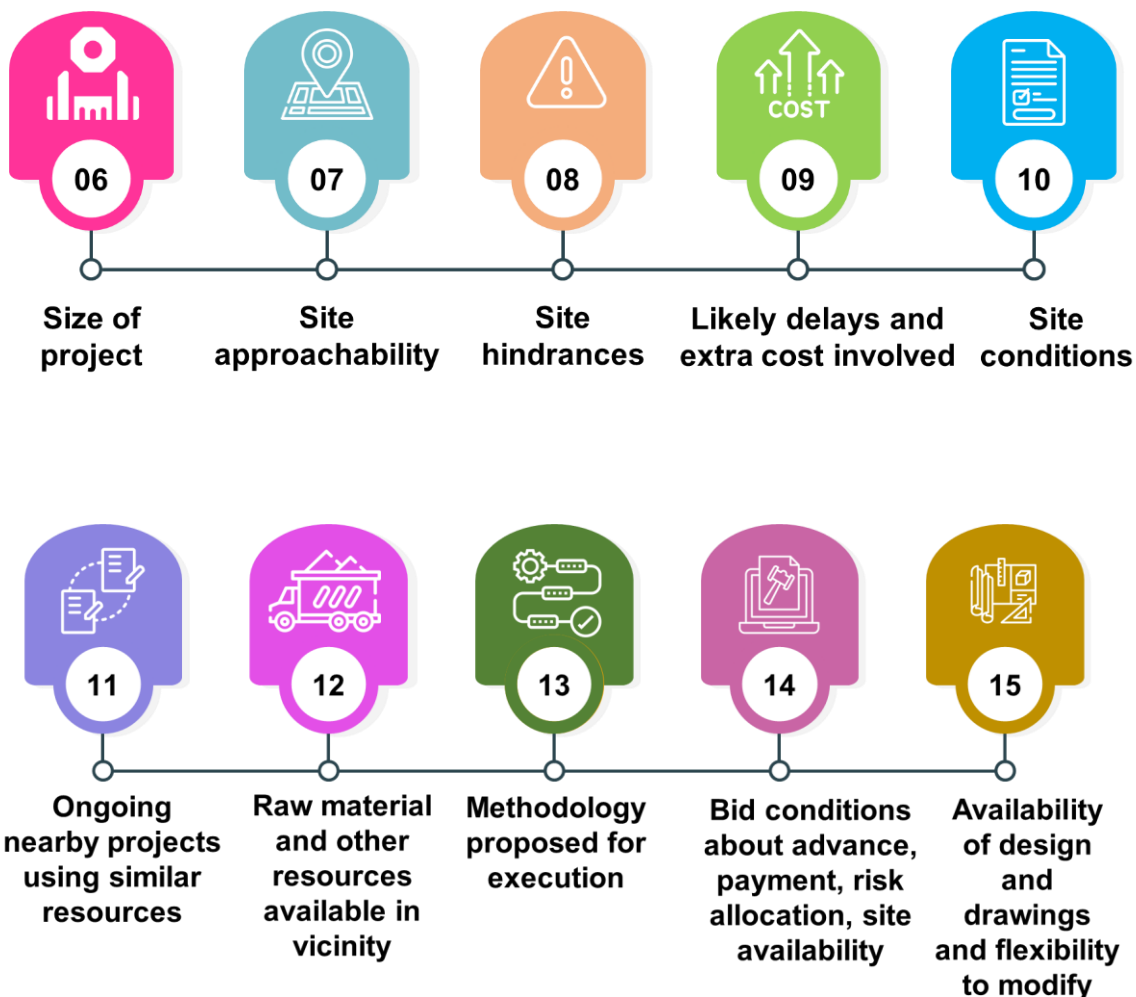 COST
06
07
08
09
10
Size of
project
Site
approachability
Site
hindrances
Likely delays and
extra cost involved
Site
conditions
11
12
13
14
15
Ongoing
nearby projects
using similar
resources
Raw material
and other
resources
available in
vicinity
Methodology
proposed for
execution
Bid conditions
about advance,
payment, risk
allocation, site
availability
Availability
of design
and
drawings
and flexibility
to modify